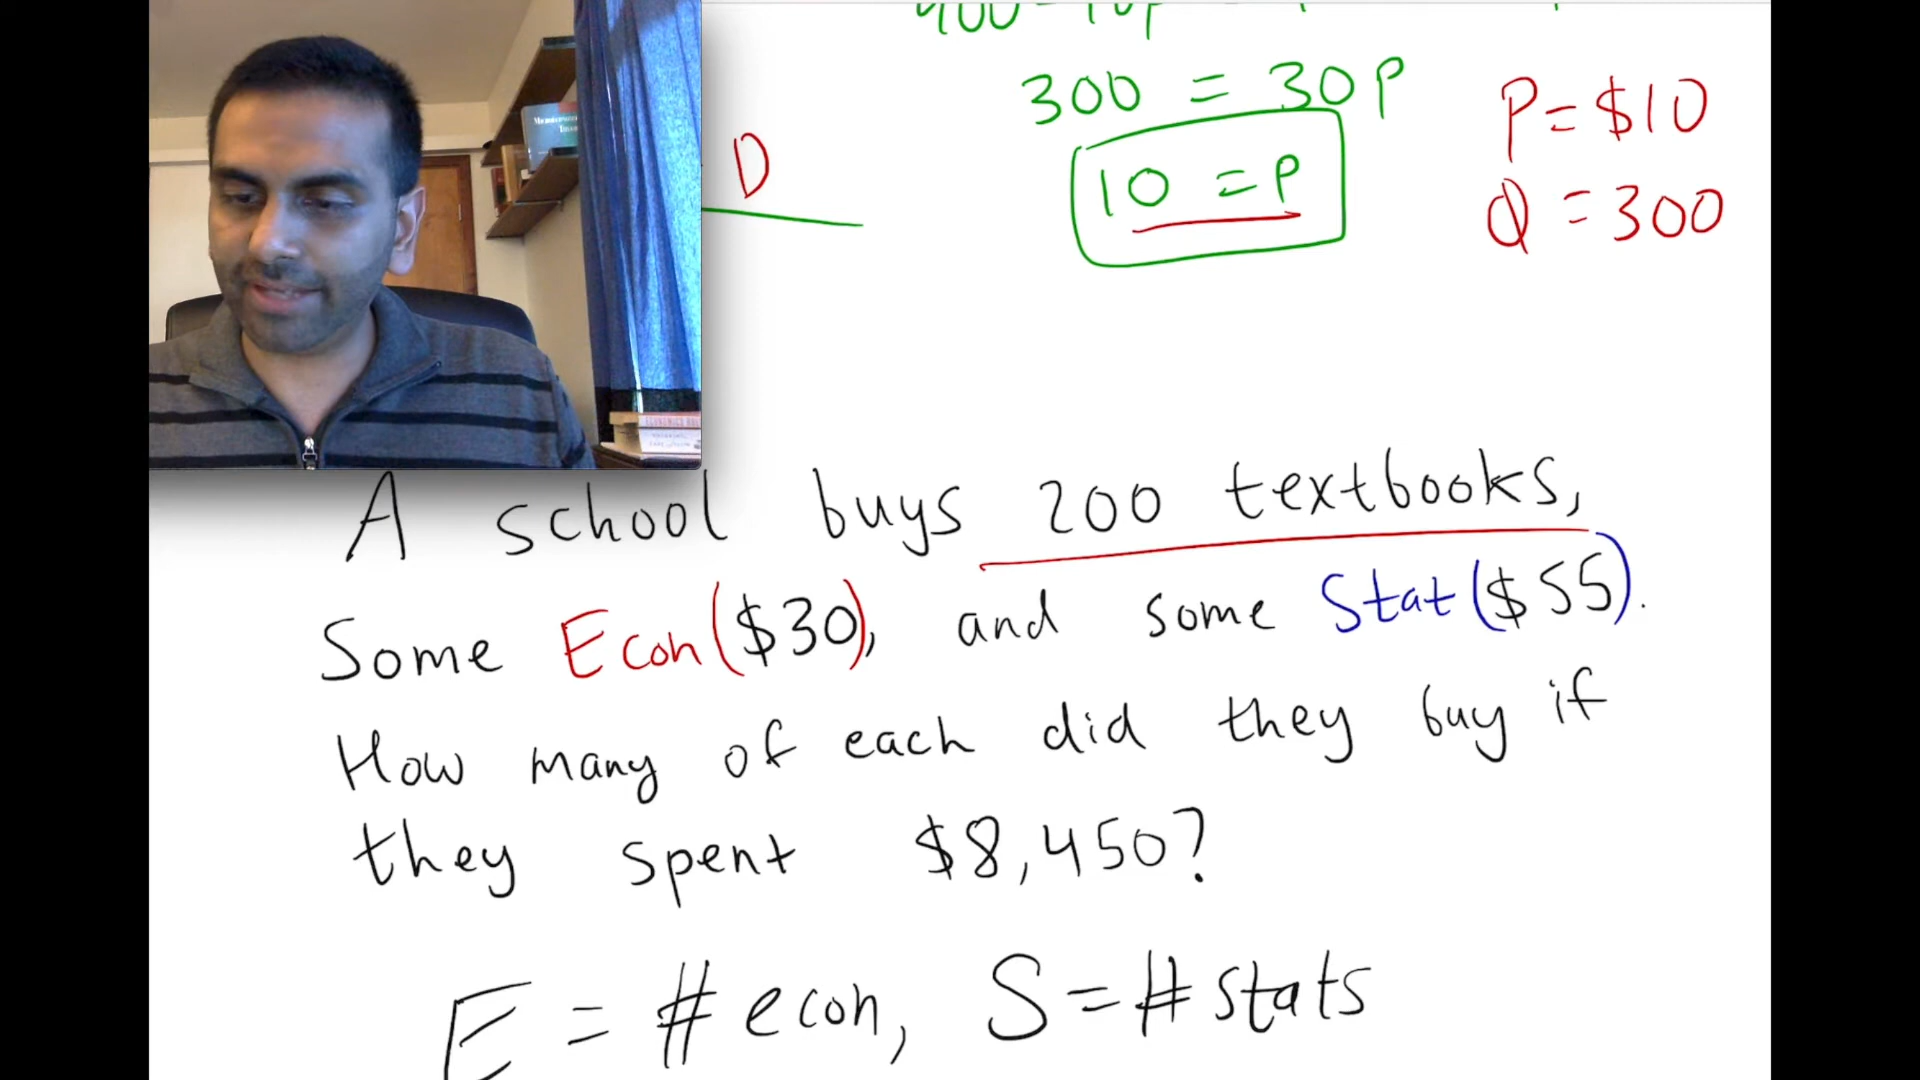 300 = 30P
10 = P
P = $10
Q = 300
D
A school buys 200 textbooks,
Some Econ ($30), and some Stat ($55).
How many of each did they buy if
they spent $8,450?
E = # econ, S = # stats